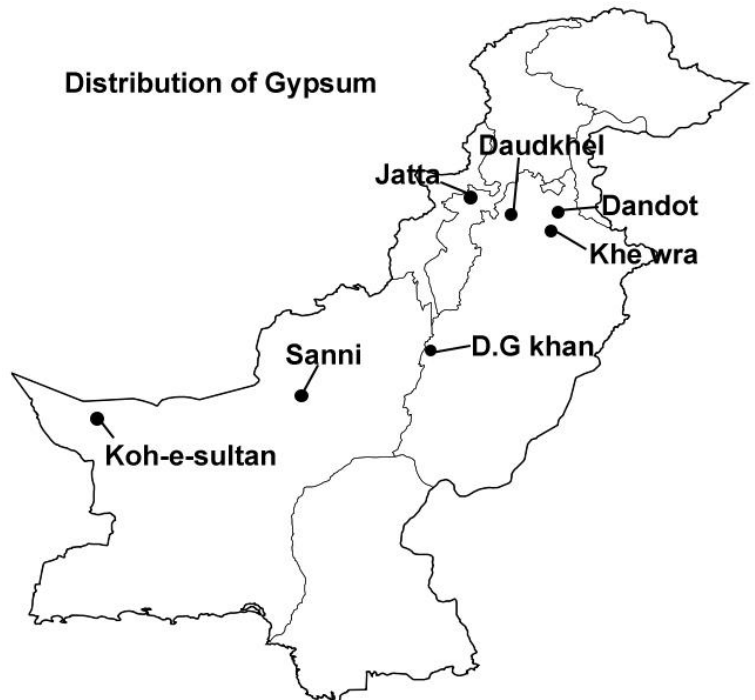 Distribution of Gypsum
Daudkhel
Jatta
Dandot
Khe wra
D.G khan
Sanni
Koh-e-sultan